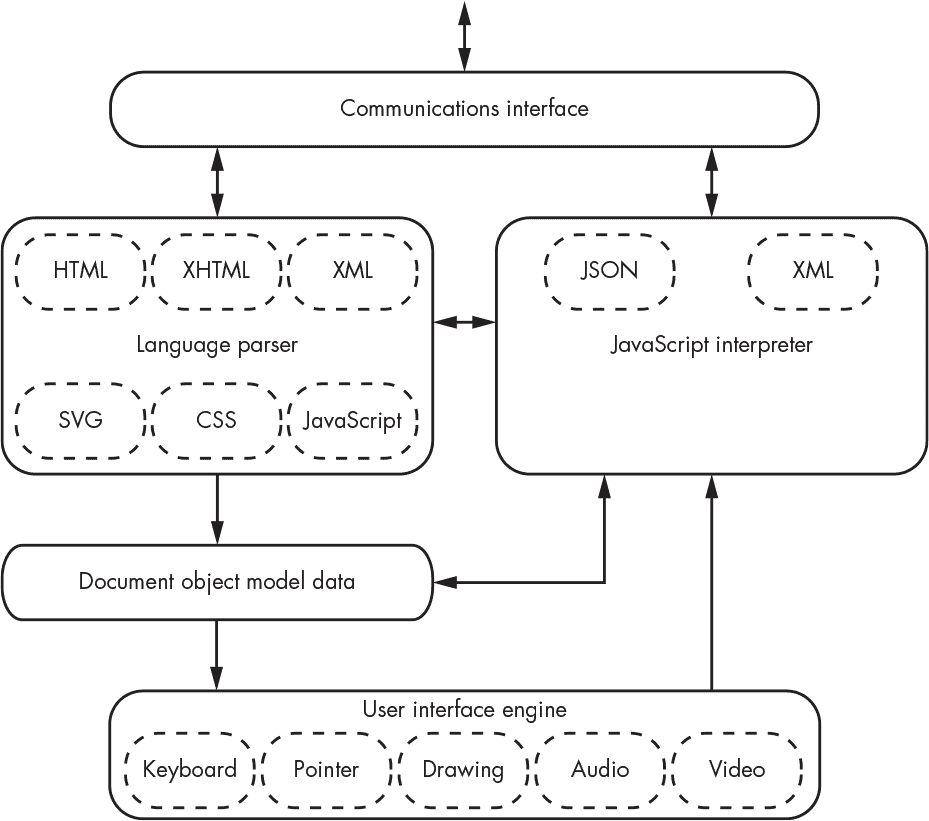 Communications interface
HTML
XHTML
XML
Language parser
SVG
CSS
JavaScript
JSON
XML
JavaScript interpreter
Document object model data
User interface engine
Keyboard
Pointer
Drawing
Audio
Video